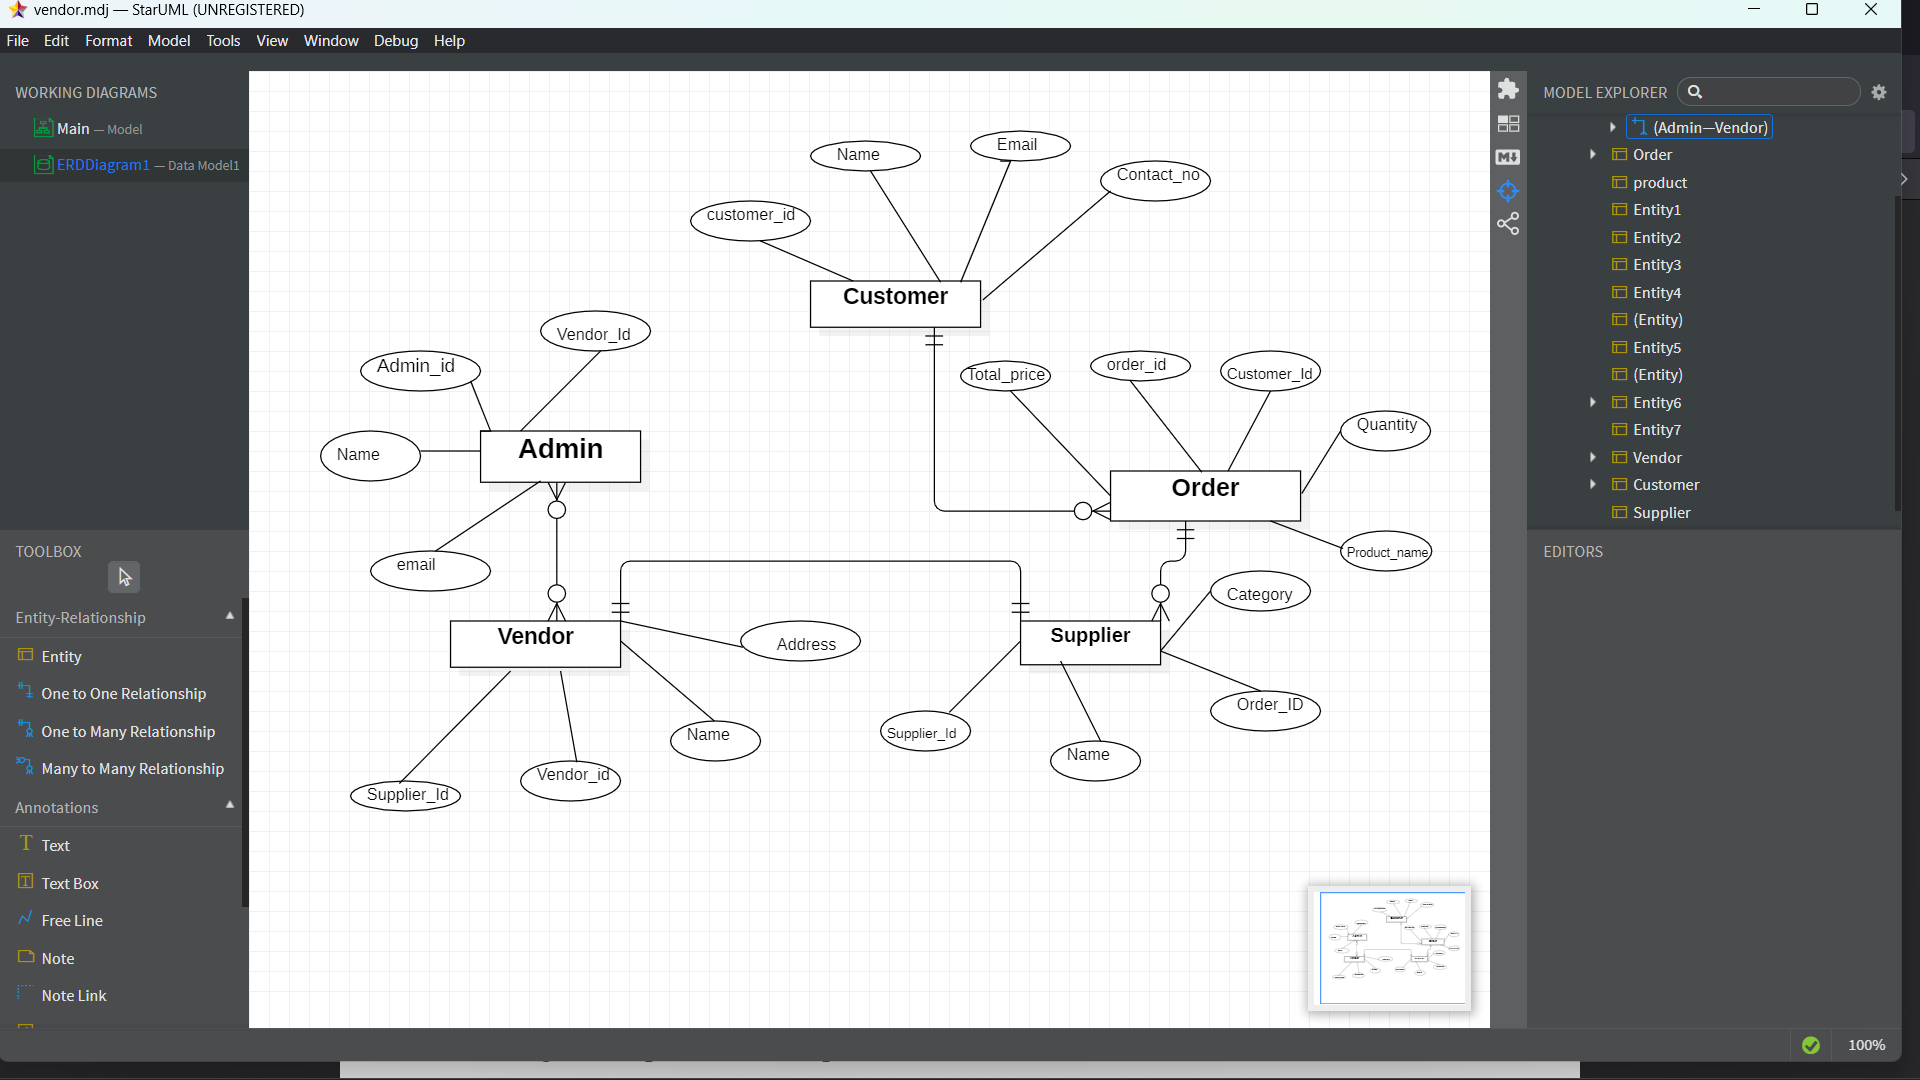 vendor.mdj — StarUML (UNREGISTERED)
File Edit Format Model Tools View Window Debug Help
WORKING DIAGRAMS
Main — Model
ERDDiagram1 — Data Model1
TOOLBOX
Entity-Relationship
Entity
One to One Relationship
One to Many Relationship
Many to Many Relationship
Annotations
Text
Text Box
Free Line
Note
Note Link
Name
Email
Contact_no
customer_id
Customer
Vendor_Id
Admin_id
Name
Admin
email
Total_price
order_id
Customer_Id
Quantity
Order
Product_name
Category
Vendor
Address
Supplier
Name
Supplier_Id
Order_ID
Name
Vendor_id
Supplier_Id
MODEL EXPLORER
(Admin—Vendor)
Order
product
Entity1
Entity2
Entity3
Entity4
(Entity)
Entity5
(Entity)
Entity6
Entity7
Vendor
Customer
Supplier
EDITORS
100%